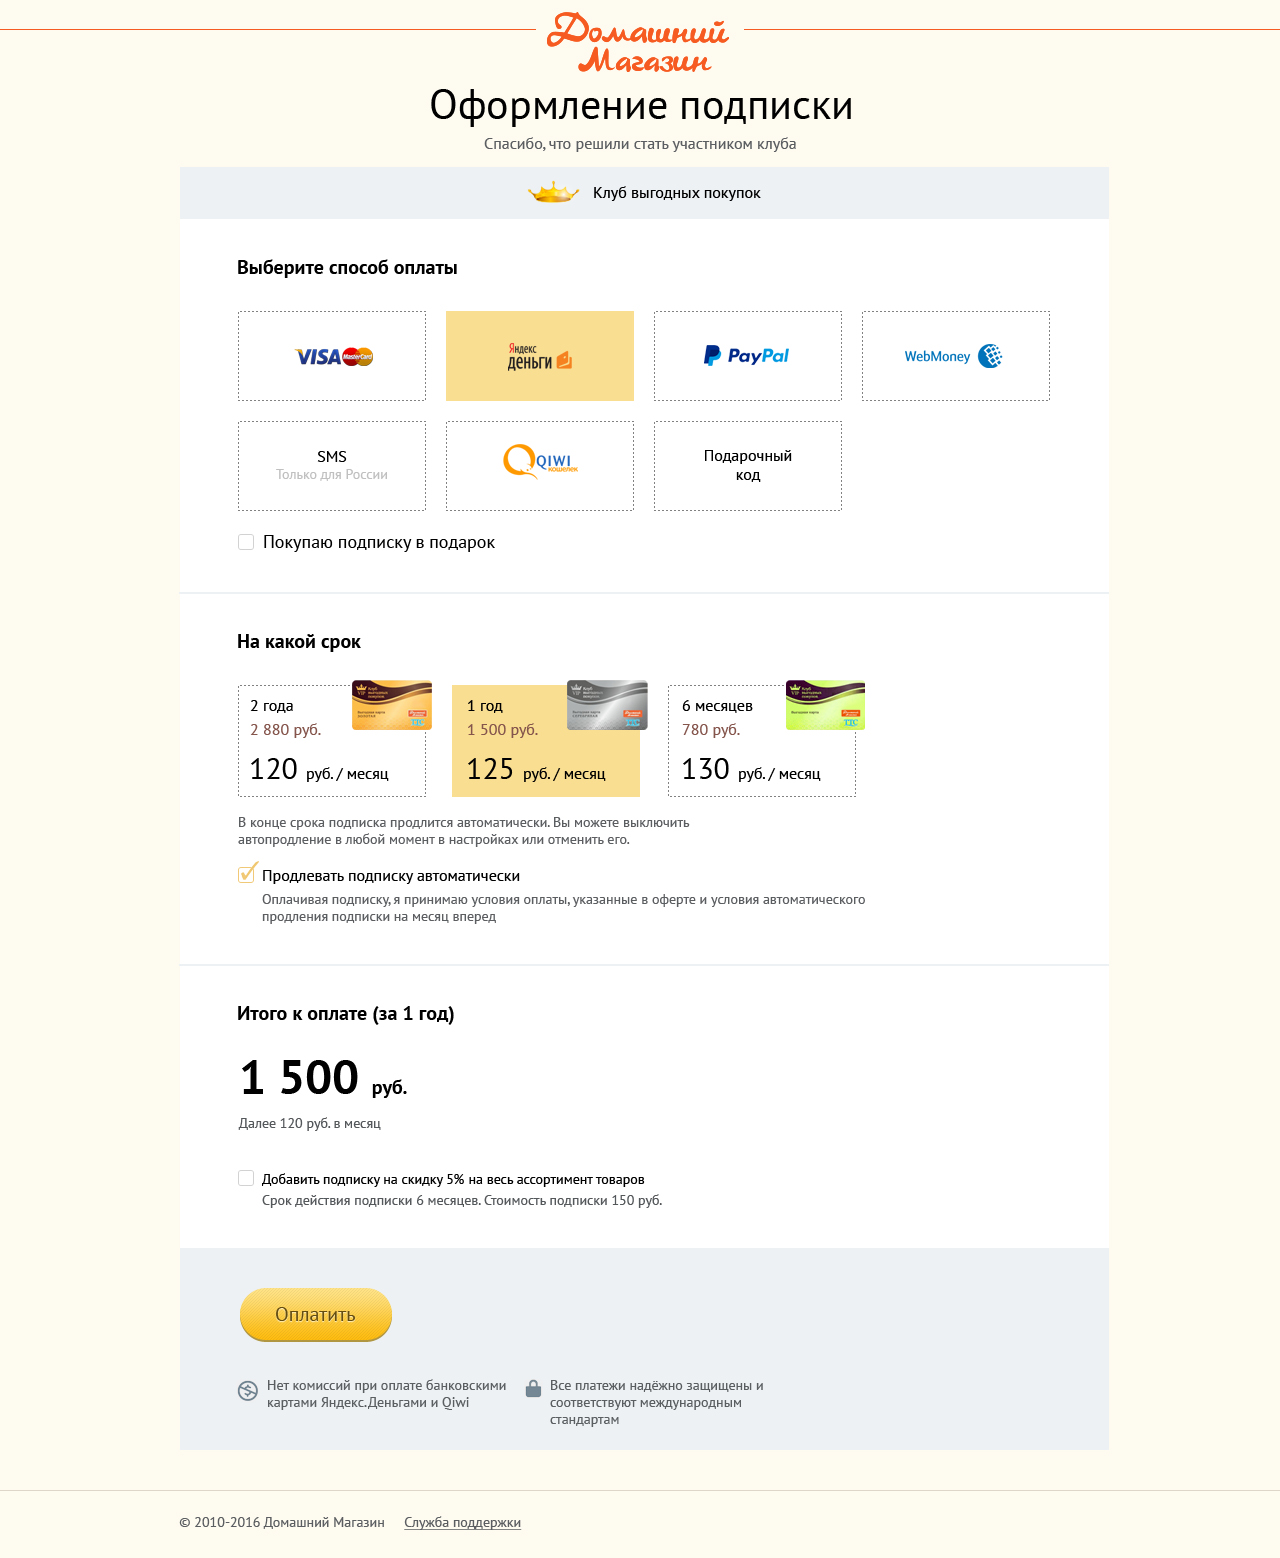 Домашний
Магазин
Оформление подписки
Спасибо, что решили стать участником клуба
Клуб выгодных покупок
Выберите способ оплаты
VISA MasterCard
Яндекс
деньги
PayPal
WebMoney
SMS
Только для России
QIWI
кошелек
Подарочный
код
Покупаю подписку в подарок
На какой срок
2 года
2 880 руб.
120 руб. / месяц
1 год
1 500 руб.
125 руб. / месяц
6 месяцев
780 руб.
130 руб. / месяц
В конце срока подписка продлится автоматически. Вы можете выключить
автопродление в любой момент в настройках или отменить его.
Продлевать подписку автоматически
Оплачивая подписку, я принимаю условия оплаты, указанные в оферте и условия автоматического
продления подписки на месяц вперед
Итого к оплате (за 1 год)
1 500 руб.
Далее 120 руб. в месяц
Добавить подписку на скидку 5% на весь ассортимент товаров
Срок действия подписки 6 месяцев. Стоимость подписки 150 руб.
Оплатить
Нет комиссий при оплате банковскими
картами Яндекс.Деньгами и Qiwi
Все платежи надёжно защищены и
соответствуют международным
стандартам
© 2010-2016 Домашний Магазин Служба поддержки